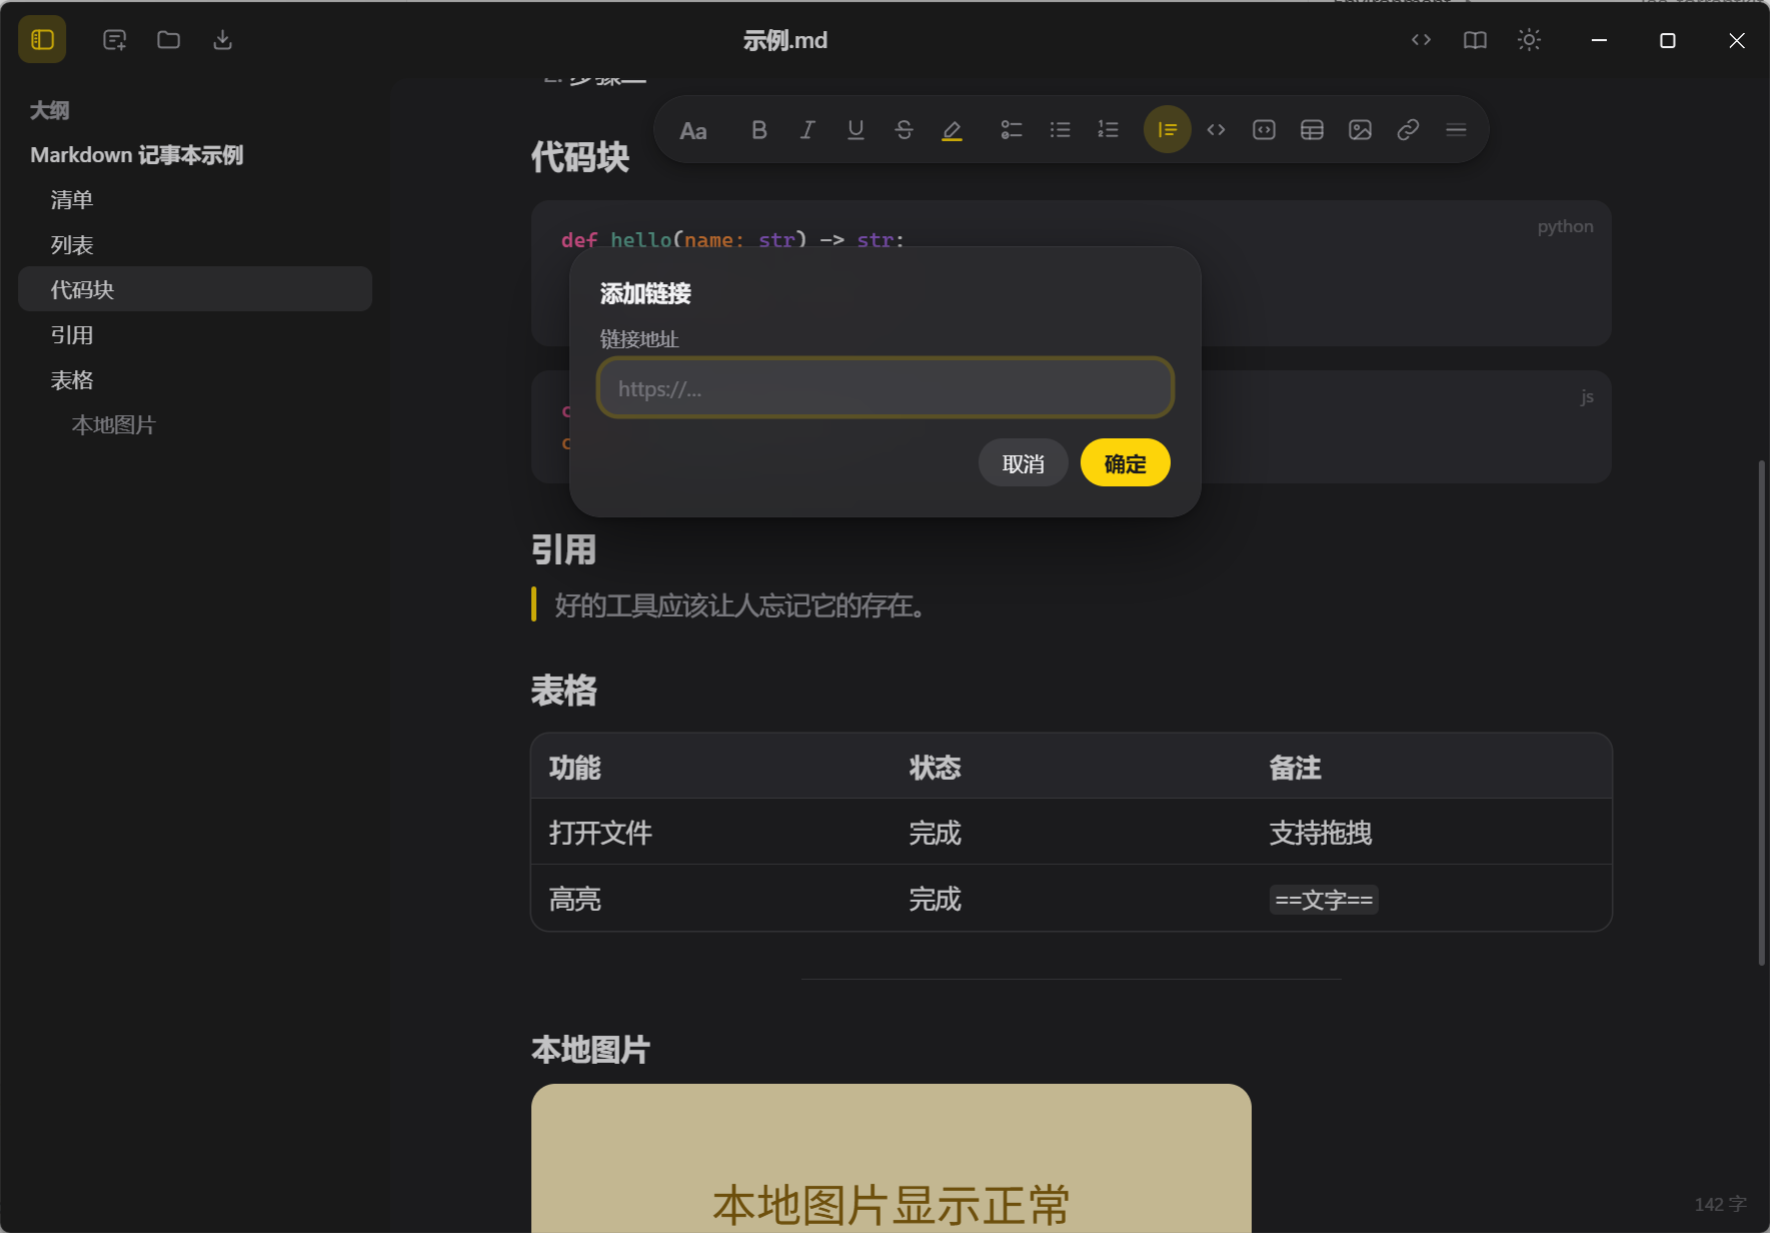 示例.md
大纲
Markdown 记事本示例
清单
列表
代码块
引用
表格
本地图片
Aa B I U S
代码块
python
def hello(name: str) -> str:
js
添加链接
链接地址
https://...
取消 确定
引用
好的工具应该让人忘记它的存在。
表格
功能 状态 备注
打开文件 完成 支持拖拽
高亮 完成 ==文字==
本地图片
本地图片显示正常
142 字